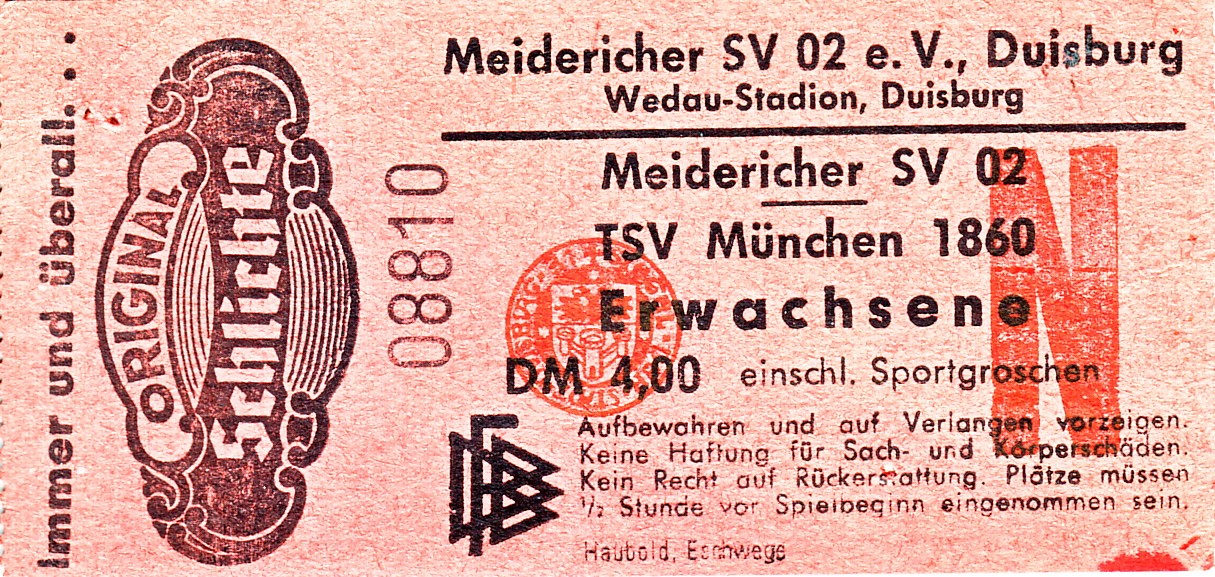 Immer und überall...
ORIGINAL
Schlichte
08810
Meidericher SV 02 e. V., Duisburg
Wedau-Stadion, Duisburg
Meidericher SV 02
TSV München 1860
Erwachsene
DM 4,00 einschl. Sportgroschen
N
Aufbewahren und auf Verlangen vorzeigen.
Keine Haftung für Sach- und Körperschäden.
Kein Recht auf Rückerstattung. Plätze müssen
½ Stunde vor Spielbeginn eingenommen sein.
DFB
Haubold, Eschwege